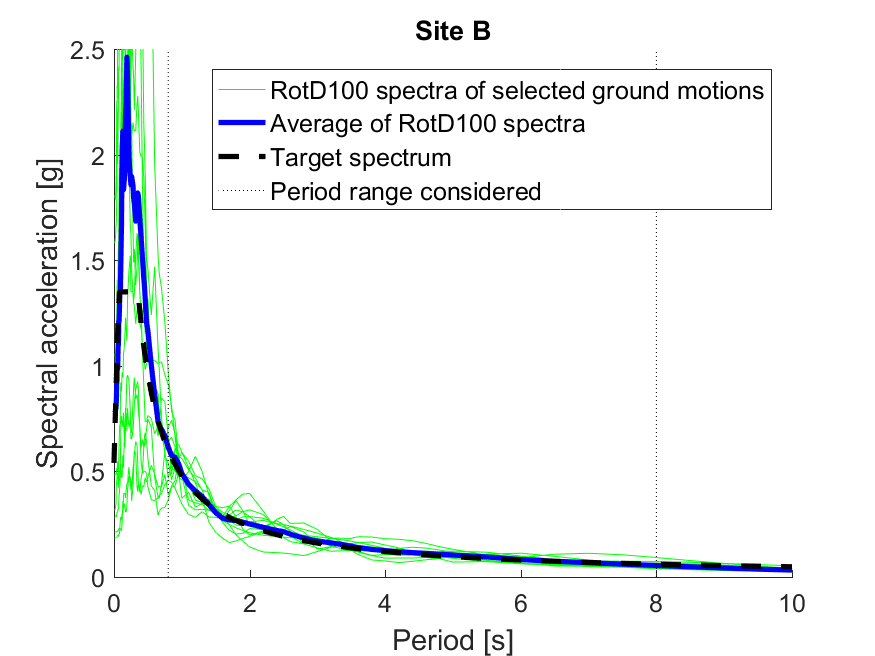 Site B
2.5
2
1.5
1
0.5
0
Spectral acceleration [g]
RotD100 spectra of selected ground motions
Average of RotD100 spectra
Target spectrum
Period range considered
0 2 4 6 8 10
Period [s]